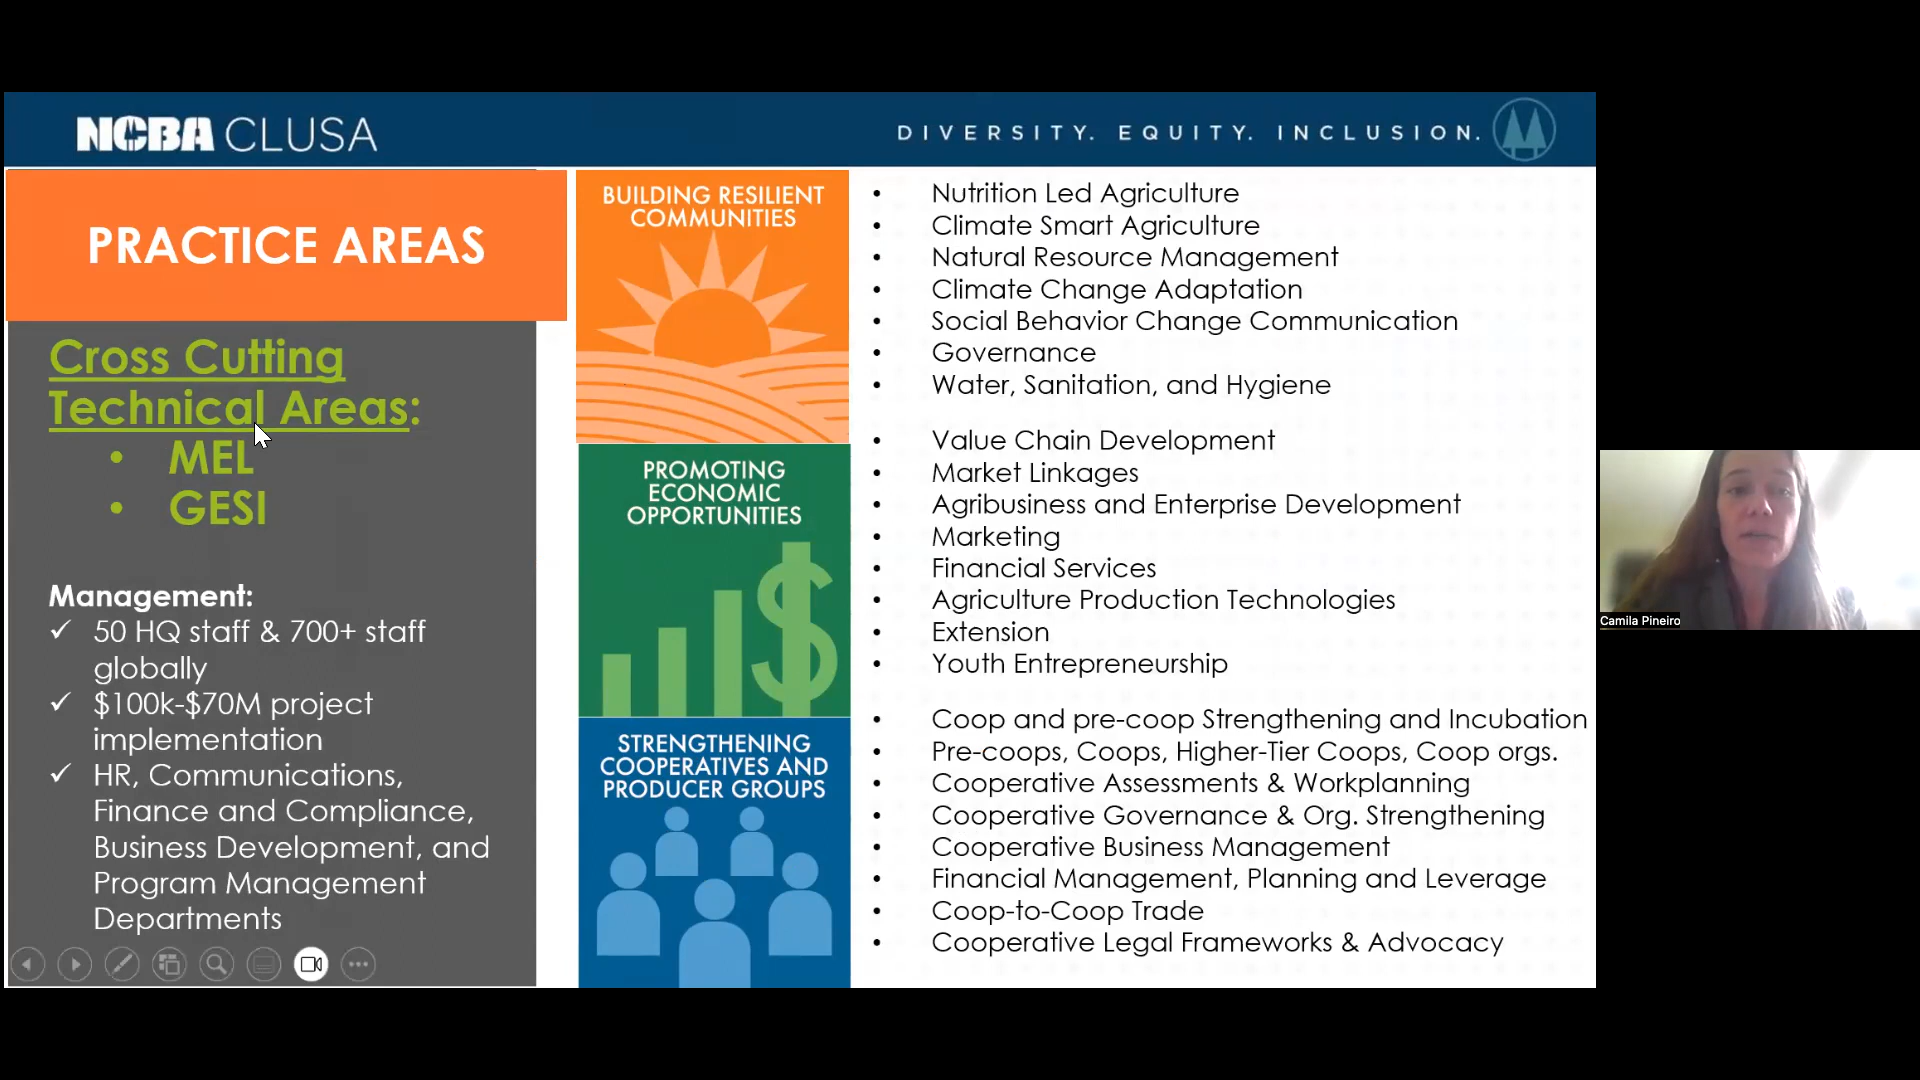 NCBA CLUSA
DIVERSITY. EQUITY. INCLUSION.
PRACTICE AREAS
Cross Cutting
Technical Areas:
• MEL
• GESI
Management:
✓ 50 HQ staff & 700+ staff
globally
✓ $100k-$70M project
implementation
✓ HR, Communications,
Finance and Compliance,
Business Development, and
Program Management
Departments
BUILDING RESILIENT
COMMUNITIES
• Nutrition Led Agriculture
• Climate Smart Agriculture
• Natural Resource Management
• Climate Change Adaptation
• Social Behavior Change Communication
• Governance
• Water, Sanitation, and Hygiene
PROMOTING
ECONOMIC
OPPORTUNITIES
$
• Value Chain Development
• Market Linkages
• Agribusiness and Enterprise Development
• Marketing
• Financial Services
• Agriculture Production Technologies
• Extension
• Youth Entrepreneurship
STRENGTHENING
COOPERATIVES AND
PRODUCER GROUPS
• Coop and pre-coop Strengthening and Incubation
• Pre-coops, Coops, Higher-Tier Coops, Coop orgs.
• Cooperative Assessments & Workplanning
• Cooperative Governance & Org. Strengthening
• Cooperative Business Management
• Financial Management, Planning and Leverage
• Coop-to-Coop Trade
• Cooperative Legal Frameworks & Advocacy
Camila Pineiro